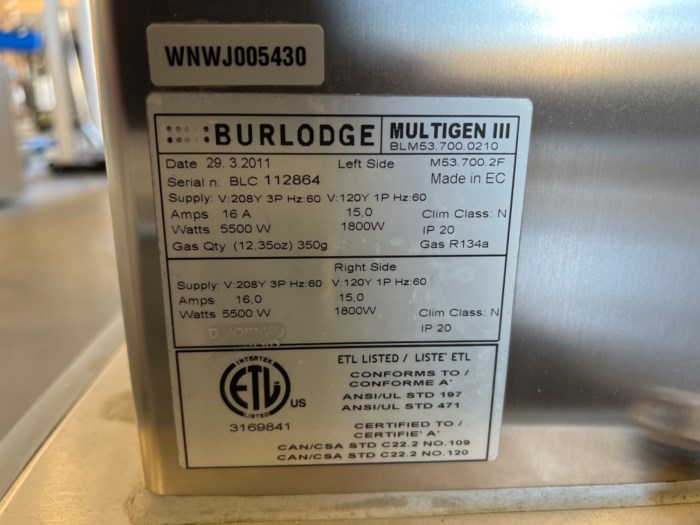 WNWJ005430
BURLODGE MULTIGEN III
BLM53.700.0210
Date 29. 3.2011 Left Side M53.700.2F
Serial n. BLC 112864 Made in EC
Supply: V:208Y 3P Hz:60 V:120Y 1P Hz:60
Amps 16 A 15,0 Clim Class: N
Watts 5500 W 1800W IP 20
Gas Qty (12,35oz) 350g Gas R134a
Right Side
Supply: V:208Y 3P Hz:60 V:120Y 1P Hz:60
Amps 16.0 15,0
Watts 5500 W 1800W Clim Class: N
IP 20
INTERTEK
ETL US
LISTED
3169841
ETL LISTED / LISTE' ETL
CONFORMS TO /
CONFORME A'
ANSI/UL STD 197
ANSI/UL STD 471
CERTIFIED TO /
CERTIFIE' A'
CAN/CSA STD C22.2 NO.109
CAN/CSA STD C22.2 NO.120